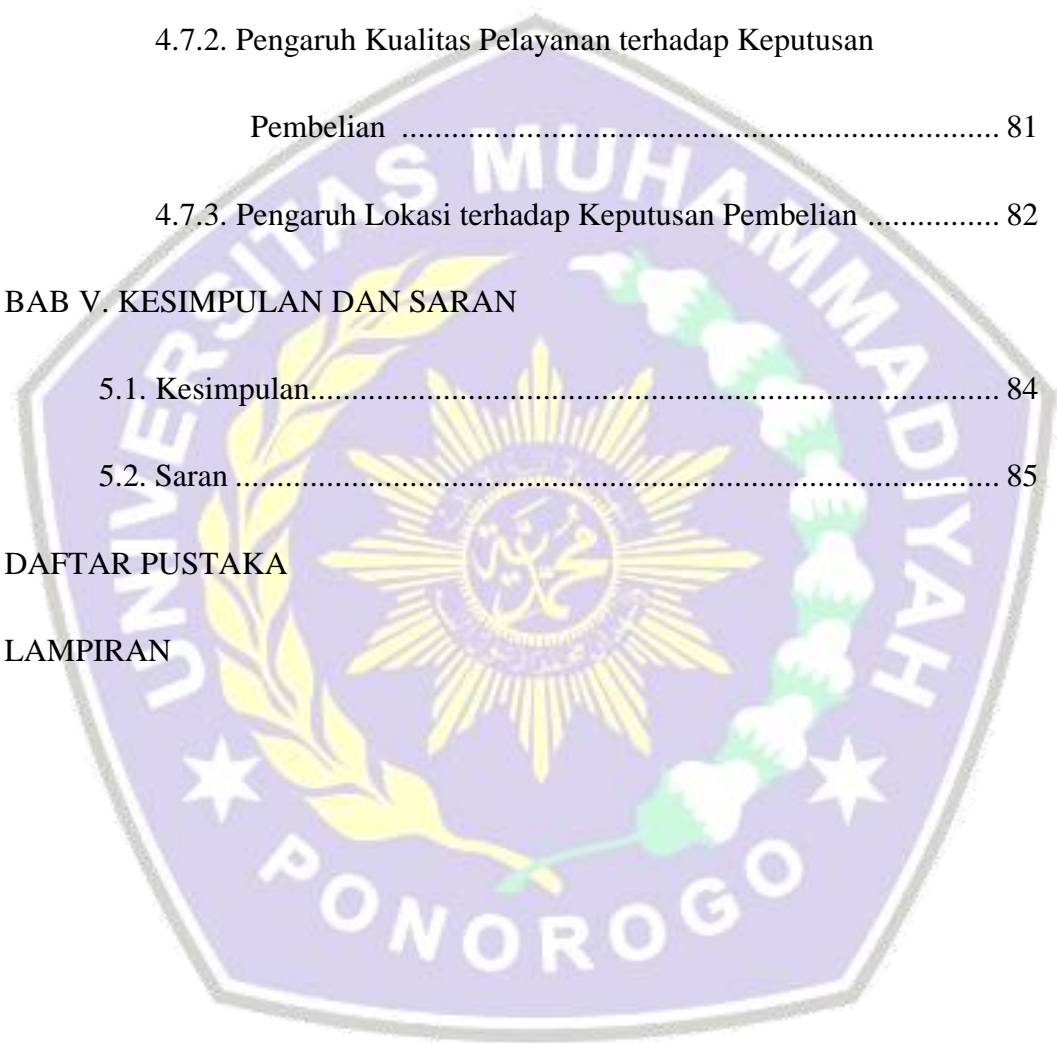 4.7.2. Pengaruh Kualitas Pelayanan terhadap Keputusan
Pembelian ................................................................. 81
4.7.3. Pengaruh Lokasi terhadap Keputusan Pembelian ............... 82
BAB V. KESIMPULAN DAN SARAN
5.1. Kesimpulan........................................................................... 84
5.2. Saran .................................................................................... 85
DAFTAR PUSTAKA
LAMPIRAN
UNIVERSITAS MUHAMMADIYAH
PONOROGO
محمدية